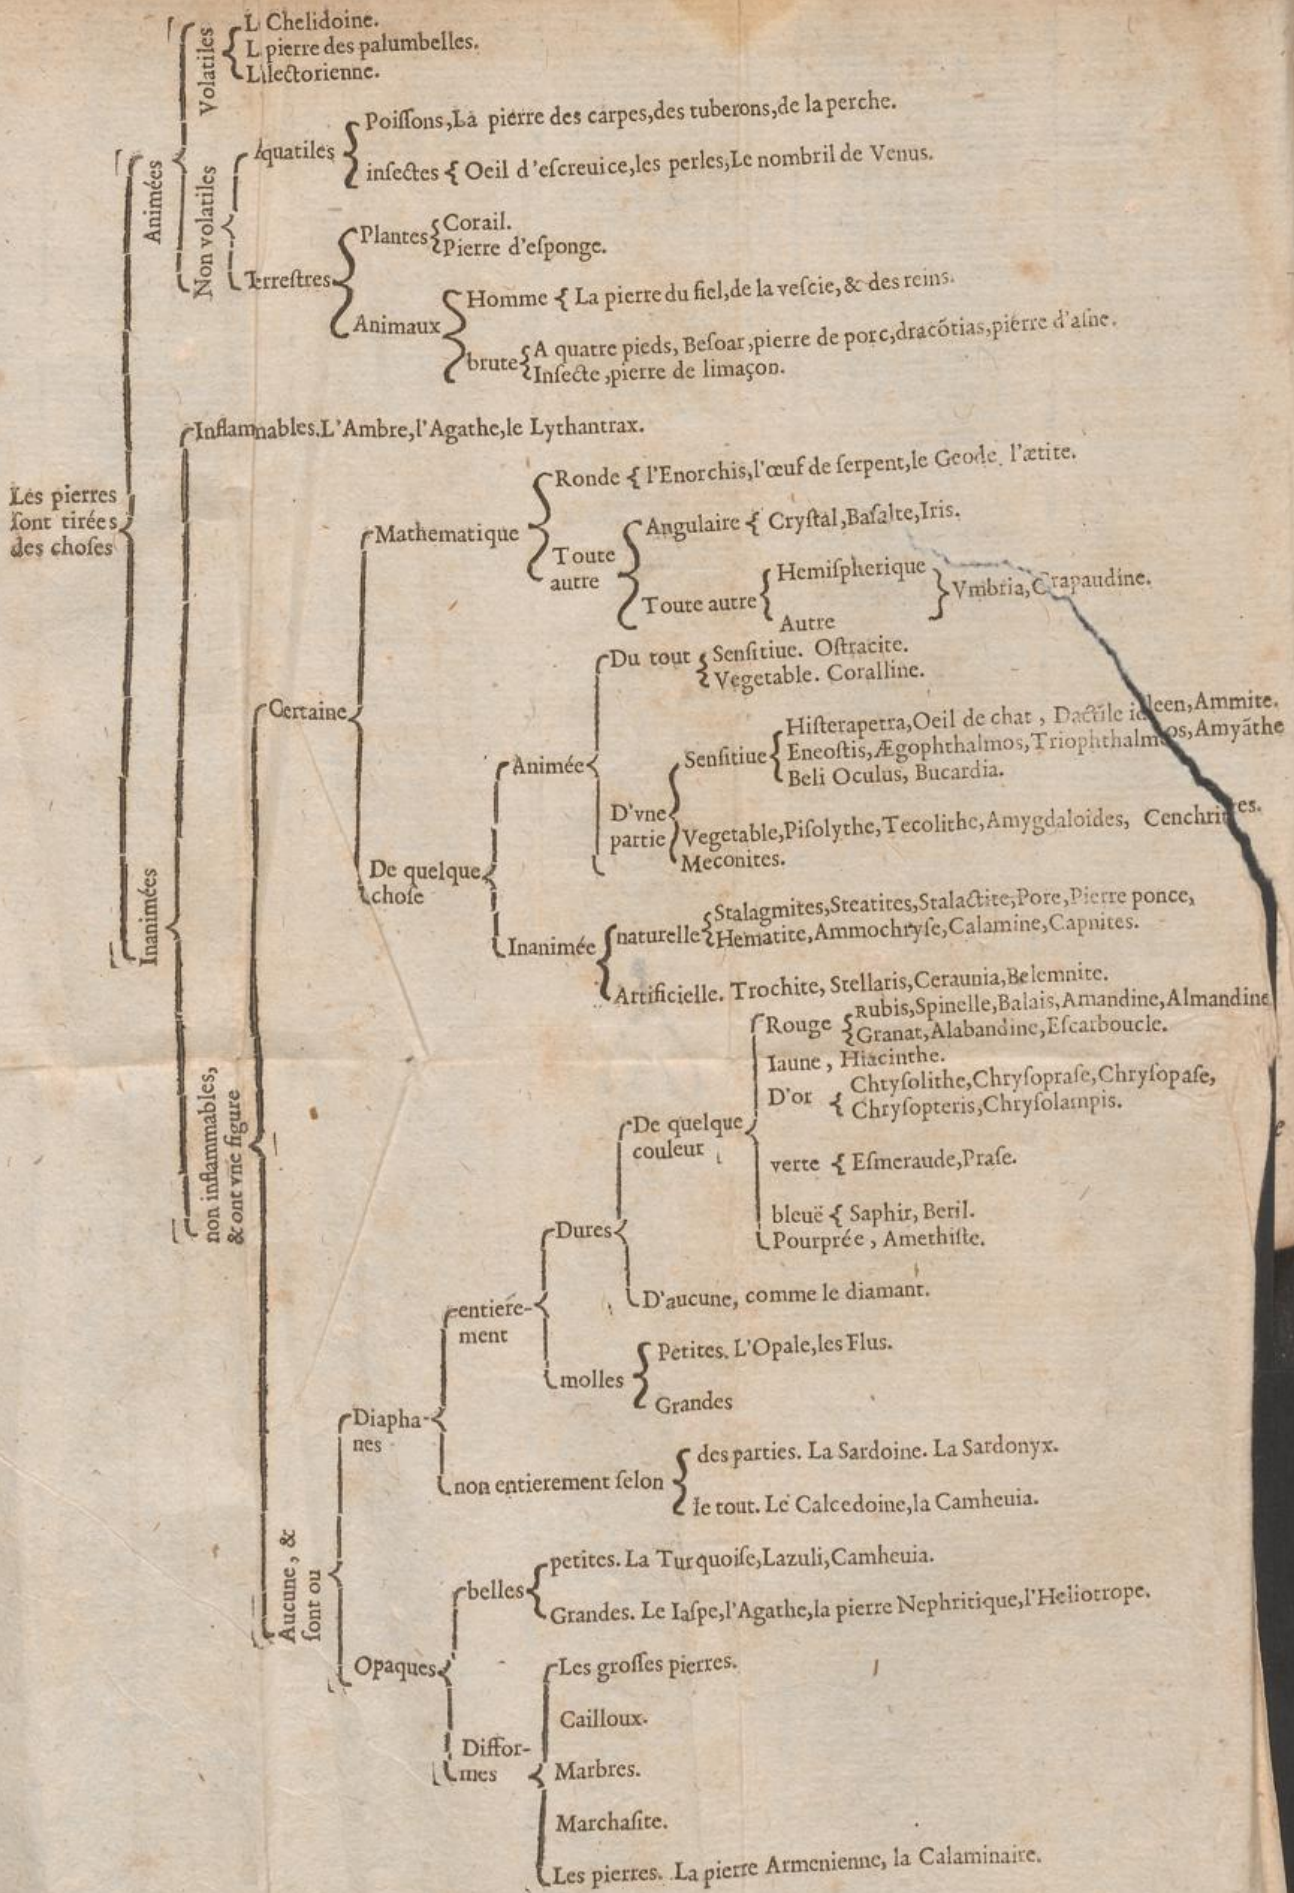 L Chelidoine.
L pierre des palumbelles.
L'alectorienne.
Volatiles
Poiſſons, La pierre des carpes, des tuberons, de la perche.
Aquatiles
inſectes { Oeil d'eſcreuice, les perles, Le nombril de Venus.
Animées
Non volatiles
Plantes
Corail.
Pierre d'eſponge.
Terreſtres
Homme { La pierre du fiel, de la veſcie, & des reins.
Animaux
brute
A quatre pieds, Beſoar, pierre de porc, dracõtias, pierre d'aſne.
Inſecte, pierre de limaçon.
Inflammables. L'Ambre, l'Agathe, le Lythantrax.
Les pierres
ſont tirées
des choſes
Ronde { l'Enorchis, l'œuf de ſerpent, le Geode, l'ætite.
Mathematique
Angulaire { Cryſtal, Baſalte, Iris.
Toute
autre
Hemiſpherique
Toute autre
Autre
Vmbria, Crapaudine.
Du tout
Senſitiue. Oſtracite.
Vegetable. Coralline.
Certaine
Hiſterapetra, Oeil de chat, Dactile ideen, Ammite.
Senſitiue
Eneoſtis, Ægophthalmos, Triophthalmos, Amyãthe
Beli Oculus, Bucardia.
Animée
D'vne
partie
Vegetable, Piſolythe, Tecolithe, Amygdaloides, Cenchrites.
Meconites.
De quelque
choſe
Inanimées
Stalagmites, Steatites, Stalactite, Pore, Pierre ponce,
naturelle
Hematite, Ammochryſe, Calamine, Capnites.
Inanimée
Artificielle. Trochite, Stellaris, Ceraunia, Belemnite.
Rouge
Rubis, Spinelle, Balais, Amandine, Almandine
Granat, Alabandine, Eſcarboucle.
Iaune, Hiacinthe.
D'or
Chryſolithe, Chryſopraſe, Chryſopaſe,
Chryſopteris, Chryſolampis.
non inflammables,
& ont vne figure
De quelque
couleur
verte { Eſmeraude, Praſe.
bleuë { Saphir, Beril.
Dures
Pourprée, Amethiſte.
D'aucune, comme le diamant.
entiere-
ment
Petites. L'Opale, les Flus.
molles
Grandes
Diapha-
nes
des parties. La Sardoine. La Sardonyx.
non entierement ſelon
le tout. Le Calcedoine, la Camheuia.
Aucune, &
ſont ou
petites. La Turquoiſe, Lazuli, Camheuia.
belles
Grandes. Le Iaſpe, l'Agathe, la pierre Nephritique, l'Heliotrope.
Opaques
Les groſſes pierres.
Cailloux.
Diffor-
mes
Marbres.
Marchaſite.
Les pierres. La pierre Armenienne, la Calaminaire.